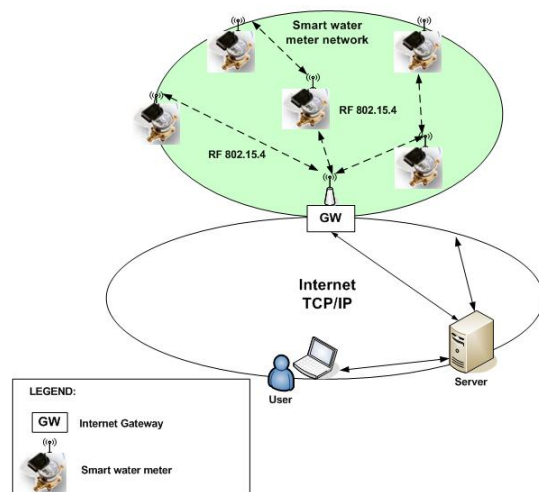 Smart water
meter network
RF 802.15.4
RF 802.15.4
GW
Internet
TCP/IP
Server
User
LEGEND:
GW
Internet Gateway
Smart water meter